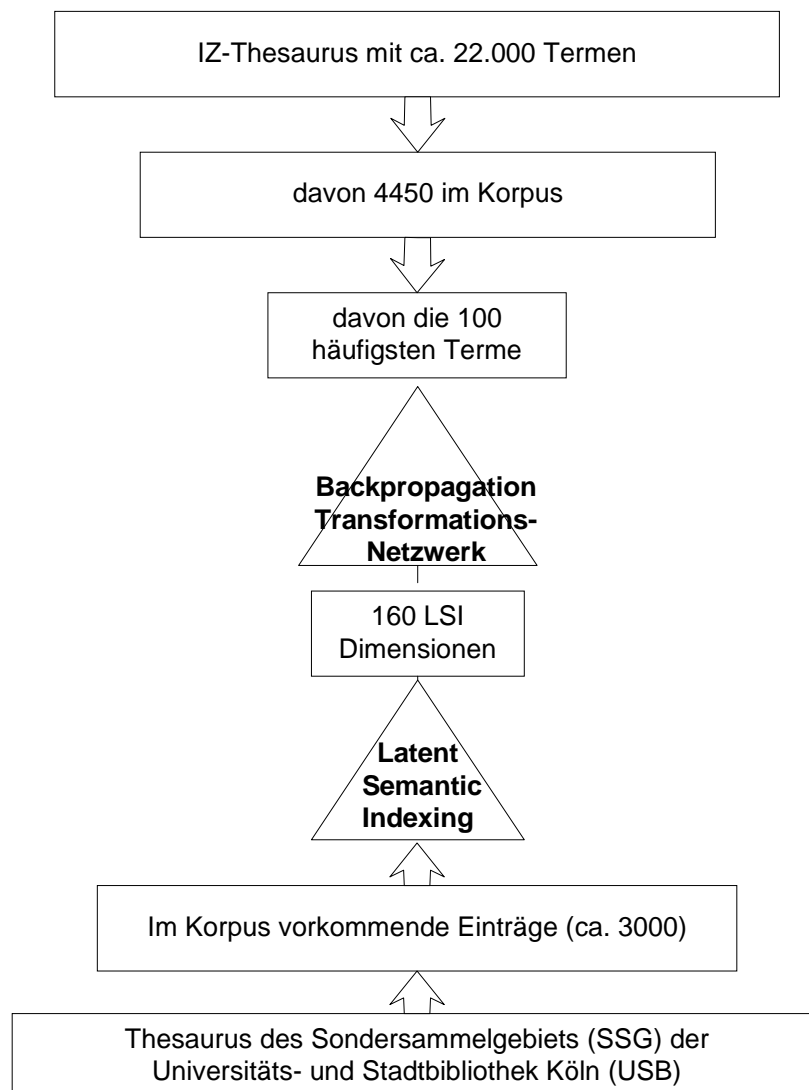 IZ-Thesaurus mit ca. 22.000 Termen
davon 4450 im Korpus
davon die 100
häufigsten Terme
Backpropagation
Transformations-
Netzwerk
160 LSI
Dimensionen
Latent
Semantic
Indexing
Im Korpus vorkommende Einträge (ca. 3000)
Thesaurus des Sondersammelgebiets (SSG) der
Universitäts- und Stadtbibliothek Köln (USB)